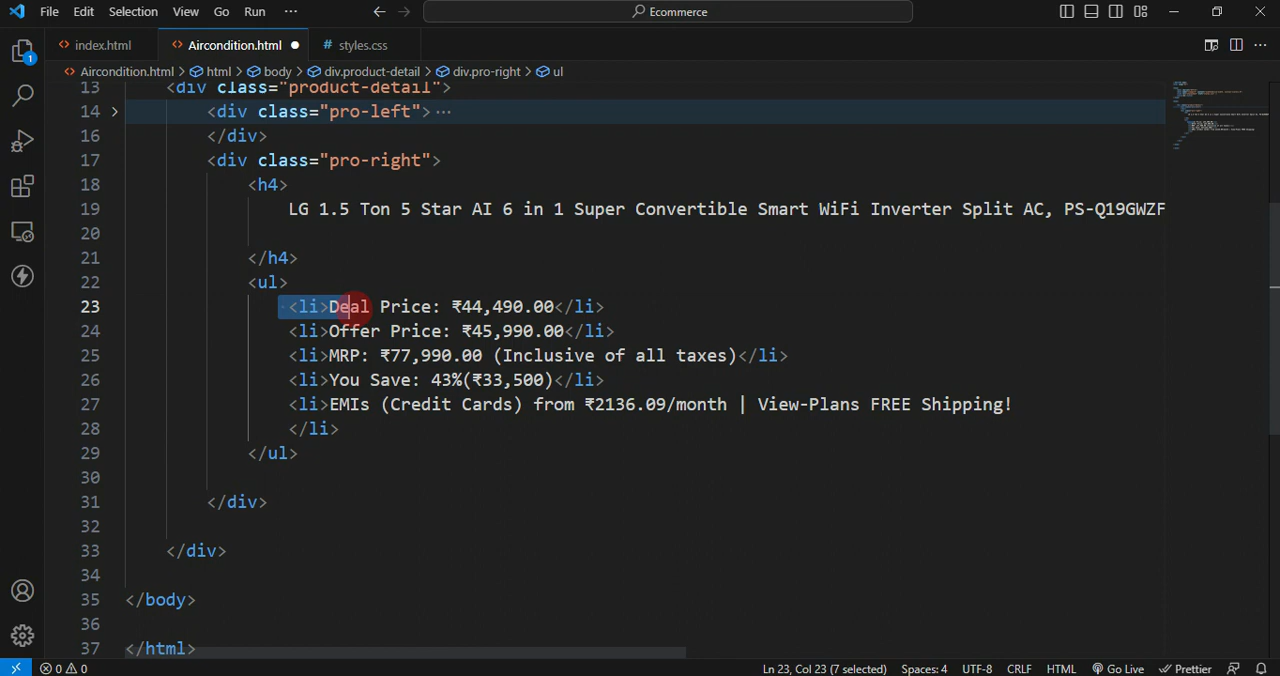 File Edit Selection View Go Run ··· Ecommerce
index.html Aircondition.html styles.css
Aircondition.html > html > body > div.product-detail > div.pro-right > ul
13 <div class="product-detail">
14 <div class="pro-left"> ···
16 </div>
17 <div class="pro-right">
18 <h4>
19 LG 1.5 Ton 5 Star AI 6 in 1 Super Convertible Smart WiFi Inverter Split AC, PS-Q19GWZF
20
21 </h4>
22 <ul>
23 <li>Deal Price: ₹44,490.00</li>
24 <li>Offer Price: ₹45,990.00</li>
25 <li>MRP: ₹77,990.00 (Inclusive of all taxes)</li>
26 <li>You Save: 43%(₹33,500)</li>
27 <li>EMIs (Credit Cards) from ₹2136.09/month | View-Plans FREE Shipping!
28 </li>
29 </ul>
30
31 </div>
32
33 </div>
34
35 </body>
36
37 </html>
1
0 0 Ln 23, Col 23 (7 selected) Spaces: 4 UTF-8 CRLF HTML Go Live Prettier